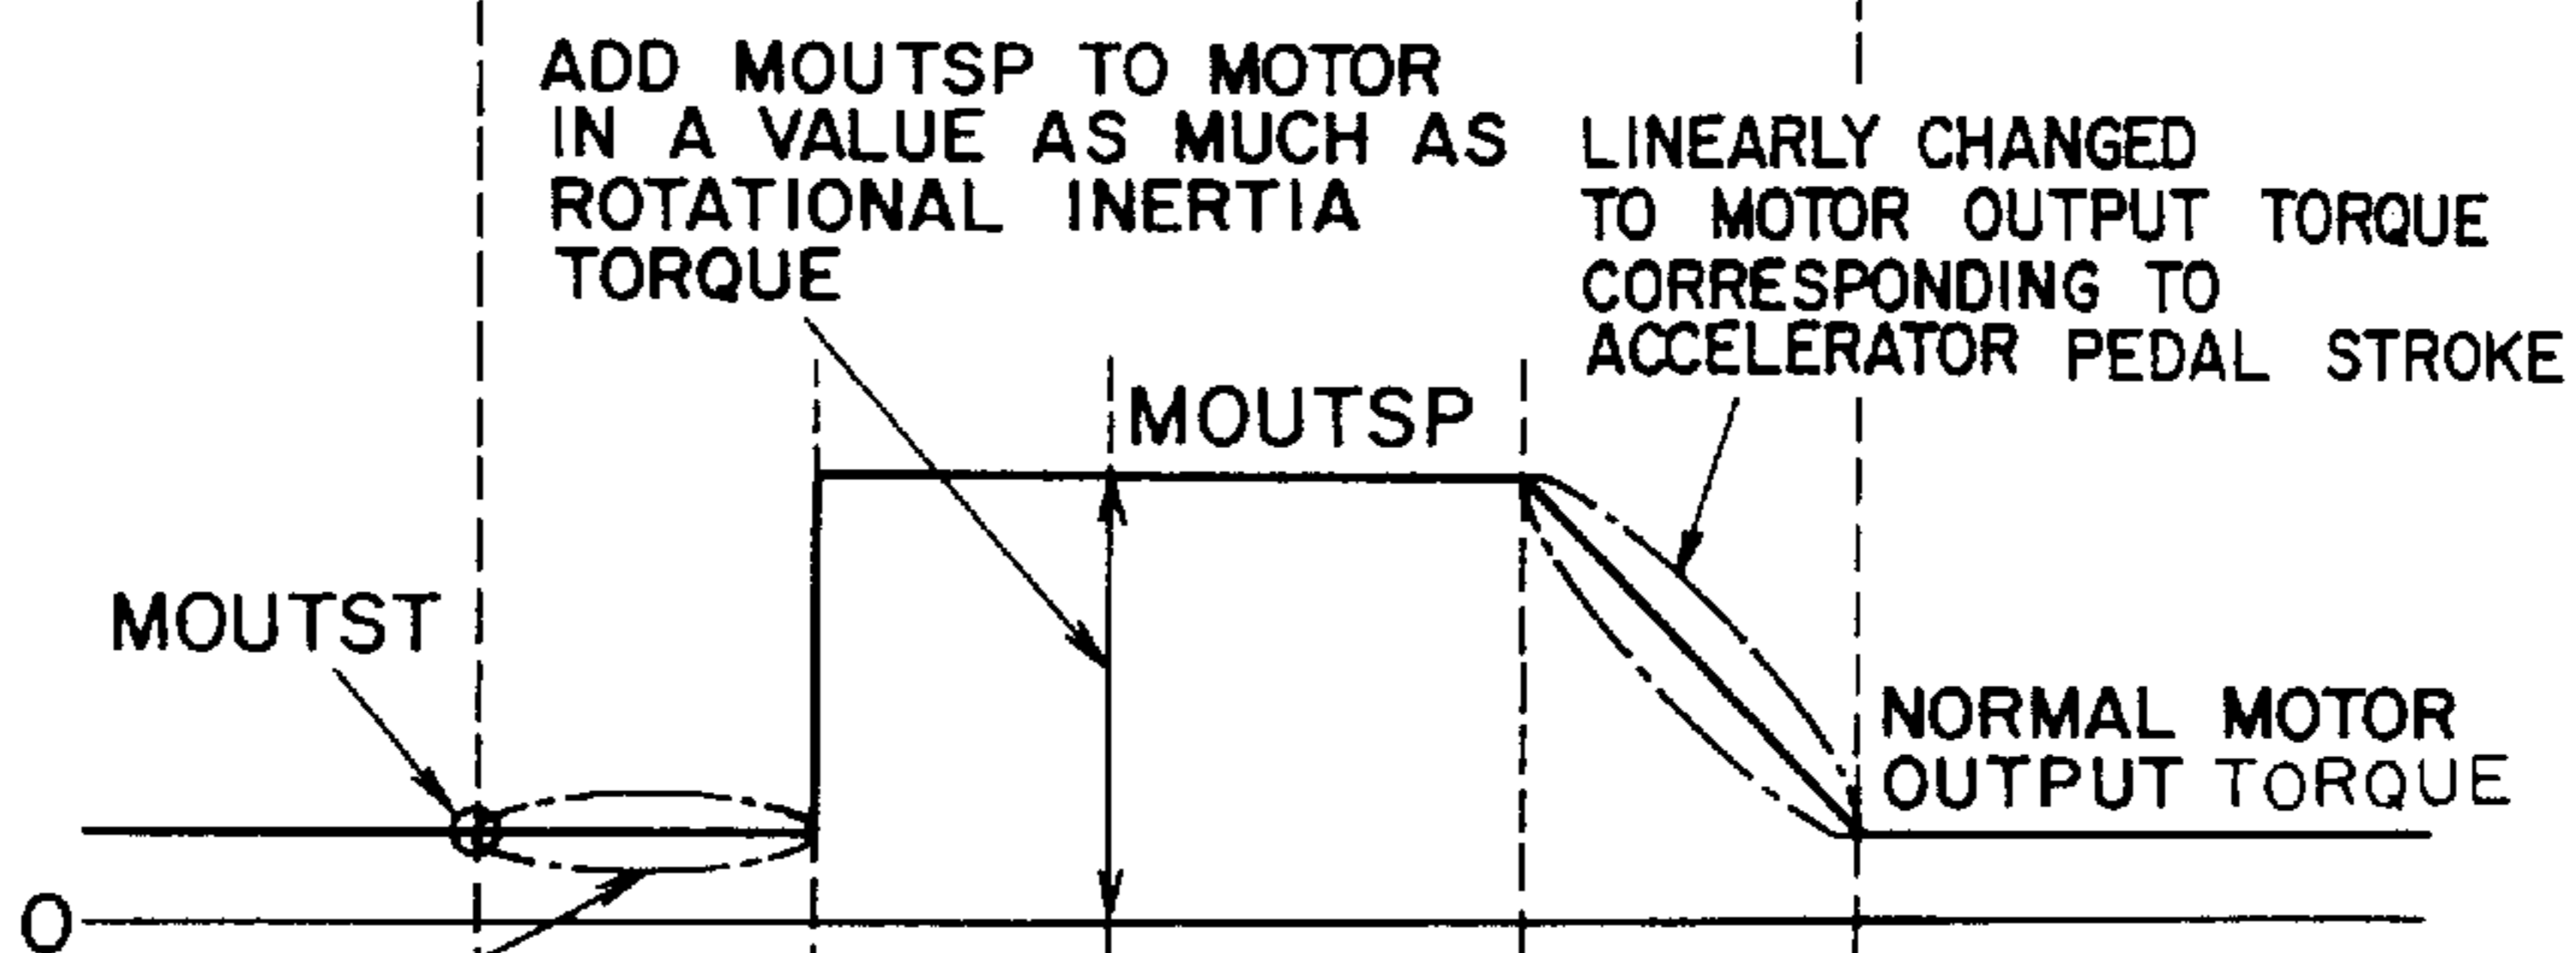 ADD MOUTSP TO MOTOR
IN A VALUE AS MUCH AS
ROTATIONAL INERTIA
TORQUE
LINEARLY CHANGED
TO MOTOR OUTPUT TORQUE
CORRESPONDING TO
ACCELERATOR PEDAL STROKE
MOUTSP
MOUTST
NORMAL MOTOR
OUTPUT TORQUE
0